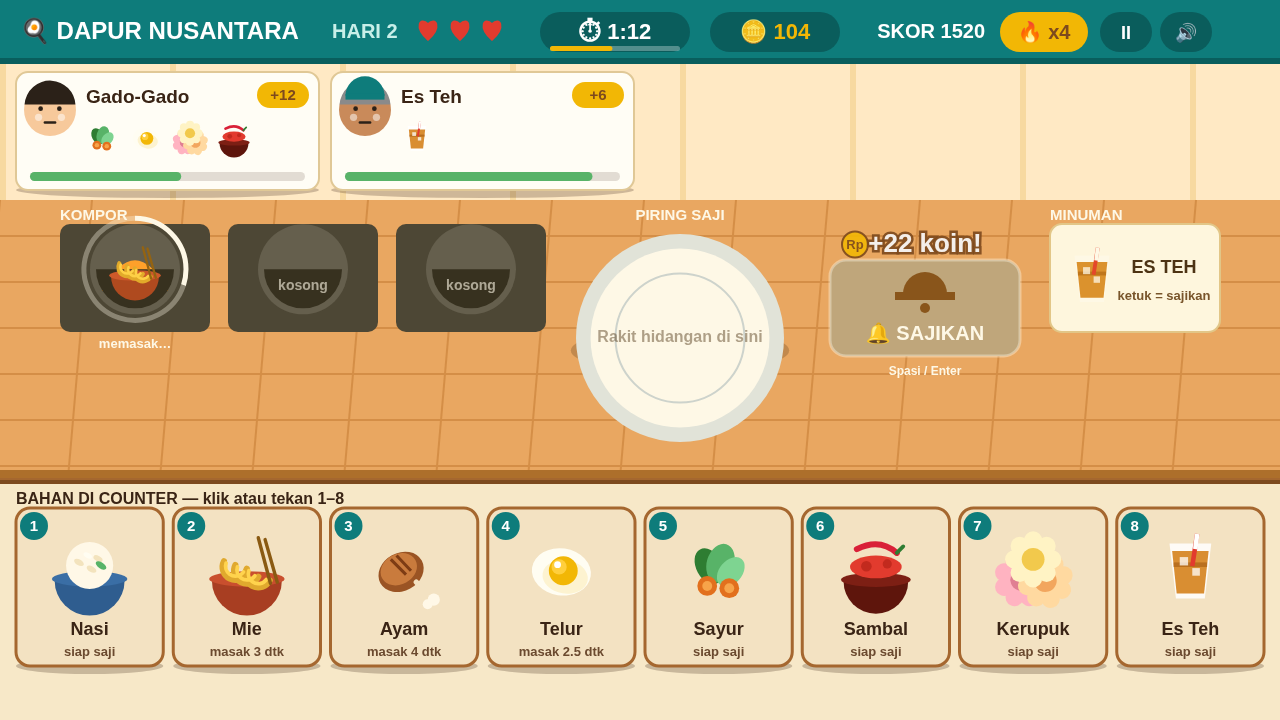 🍳 DAPUR NUSANTARA
HARI 2
⏱ 1:12
🪙 104
SKOR 1520
🔥 x4
⏸
🔊
Gado-Gado
+12
Es Teh
+6
KOMPOR
memasak…
kosong
kosong
PIRING SAJI
Rakit hidangan di sini
Rp +22 koin!
🔔 SAJIKAN
Spasi / Enter
MINUMAN
ES TEH
ketuk = sajikan
BAHAN DI COUNTER — klik atau tekan 1–8
1
Nasi
siap saji
2
Mie
masak 3 dtk
3
Ayam
masak 4 dtk
4
Telur
masak 2.5 dtk
5
Sayur
siap saji
6
Sambal
siap saji
7
Kerupuk
siap saji
8
Es Teh
siap saji